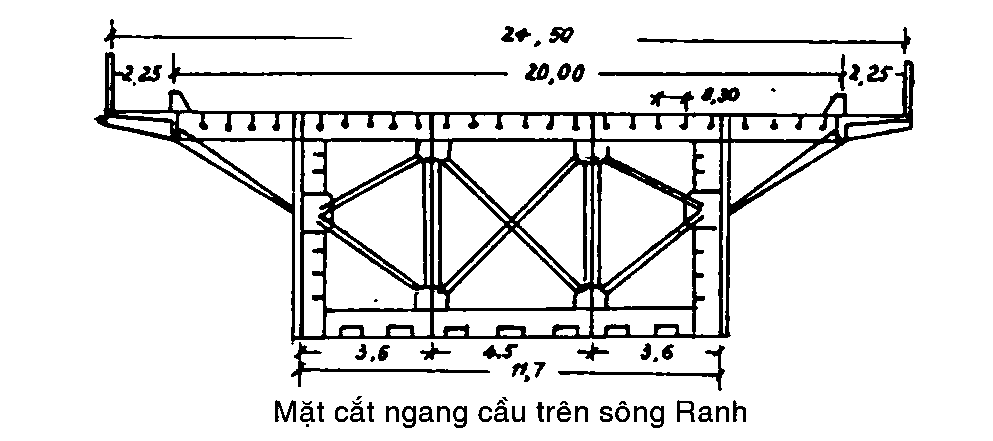 24,50
2,25 20,00 2,25
8,30
3,6 4.5 3,6
11,7
Mặt cắt ngang cầu trên sông Ranh